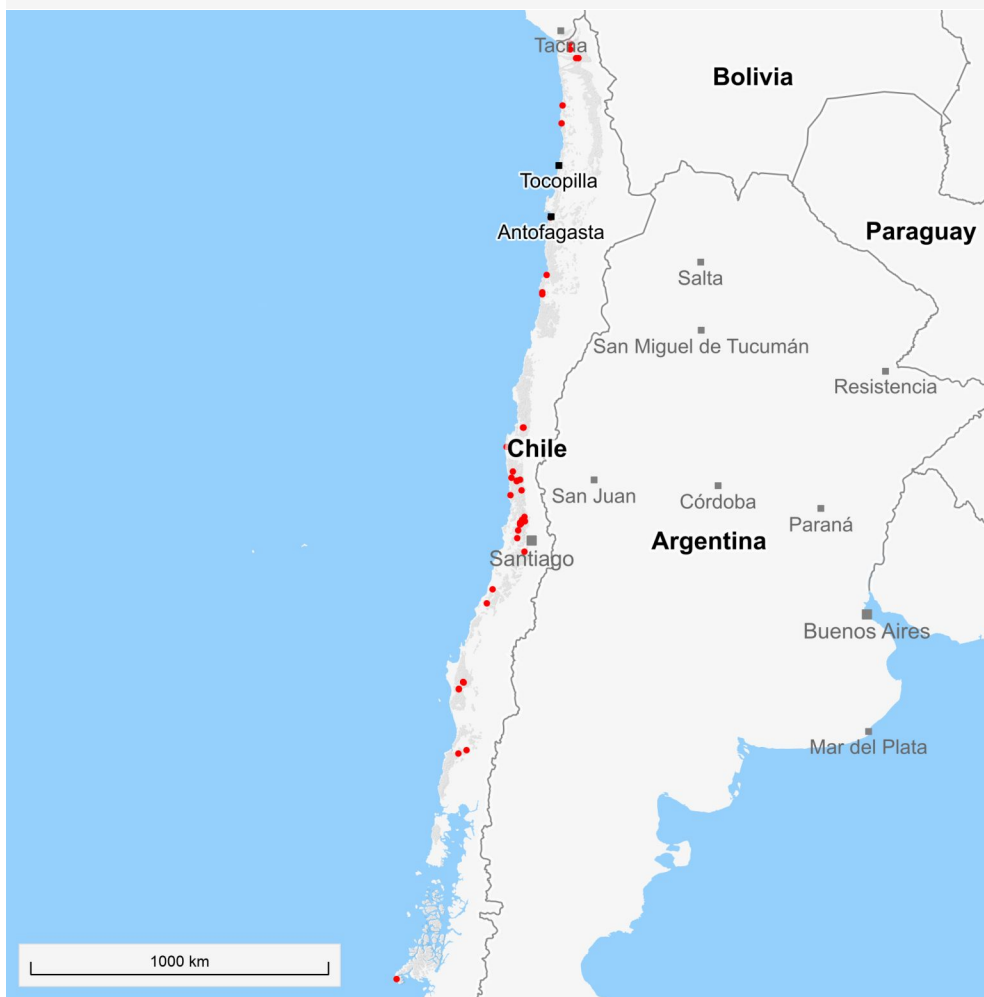 Tacna
Bolivia
Tocopilla
Antofagasta
Paraguay
Salta
San Miguel de Tucumán
Resistencia
Chile
San Juan
Córdoba
Paraná
Argentina
Santiago
Buenos Aires
Mar del Plata
1000 km